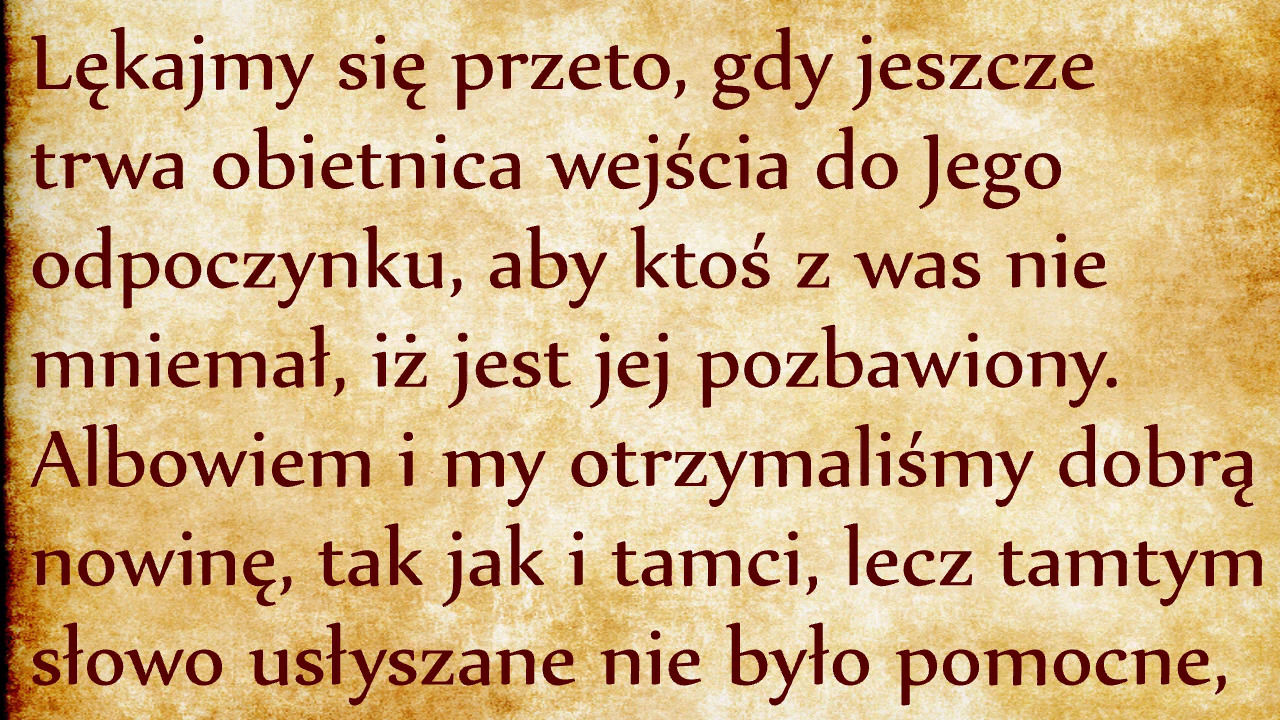 Lękajmy się przeto, gdy jeszcze
trwa obietnica wejścia do Jego
odpoczynku, aby ktoś z was nie
mniemał, iż jest jej pozbawiony.
Albowiem i my otrzymaliśmy dobrą
nowinę, tak jak i tamci, lecz tamtym
słowo usłyszane nie było pomocne,